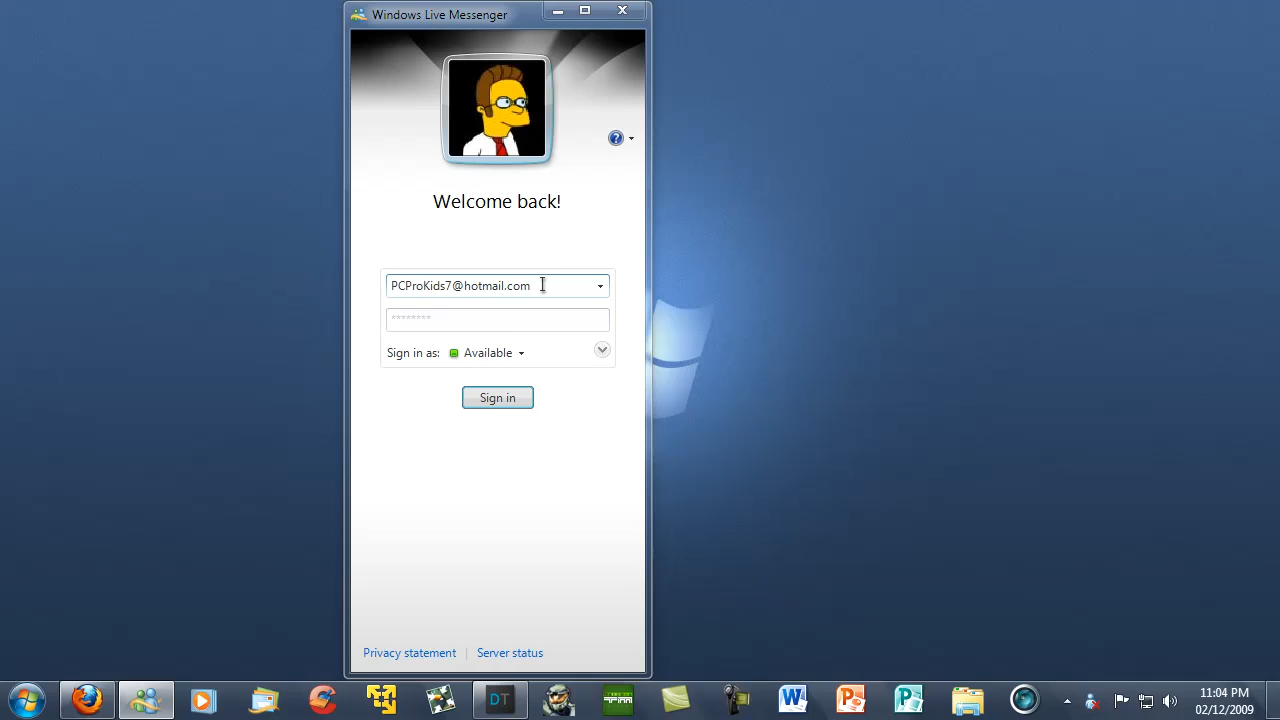 Windows Live Messenger
Welcome back!
PCProKids7@hotmail.com
********
Sign in as: Available
Sign in
Privacy statement | Server status
DT
11:04 PM
02/12/2009